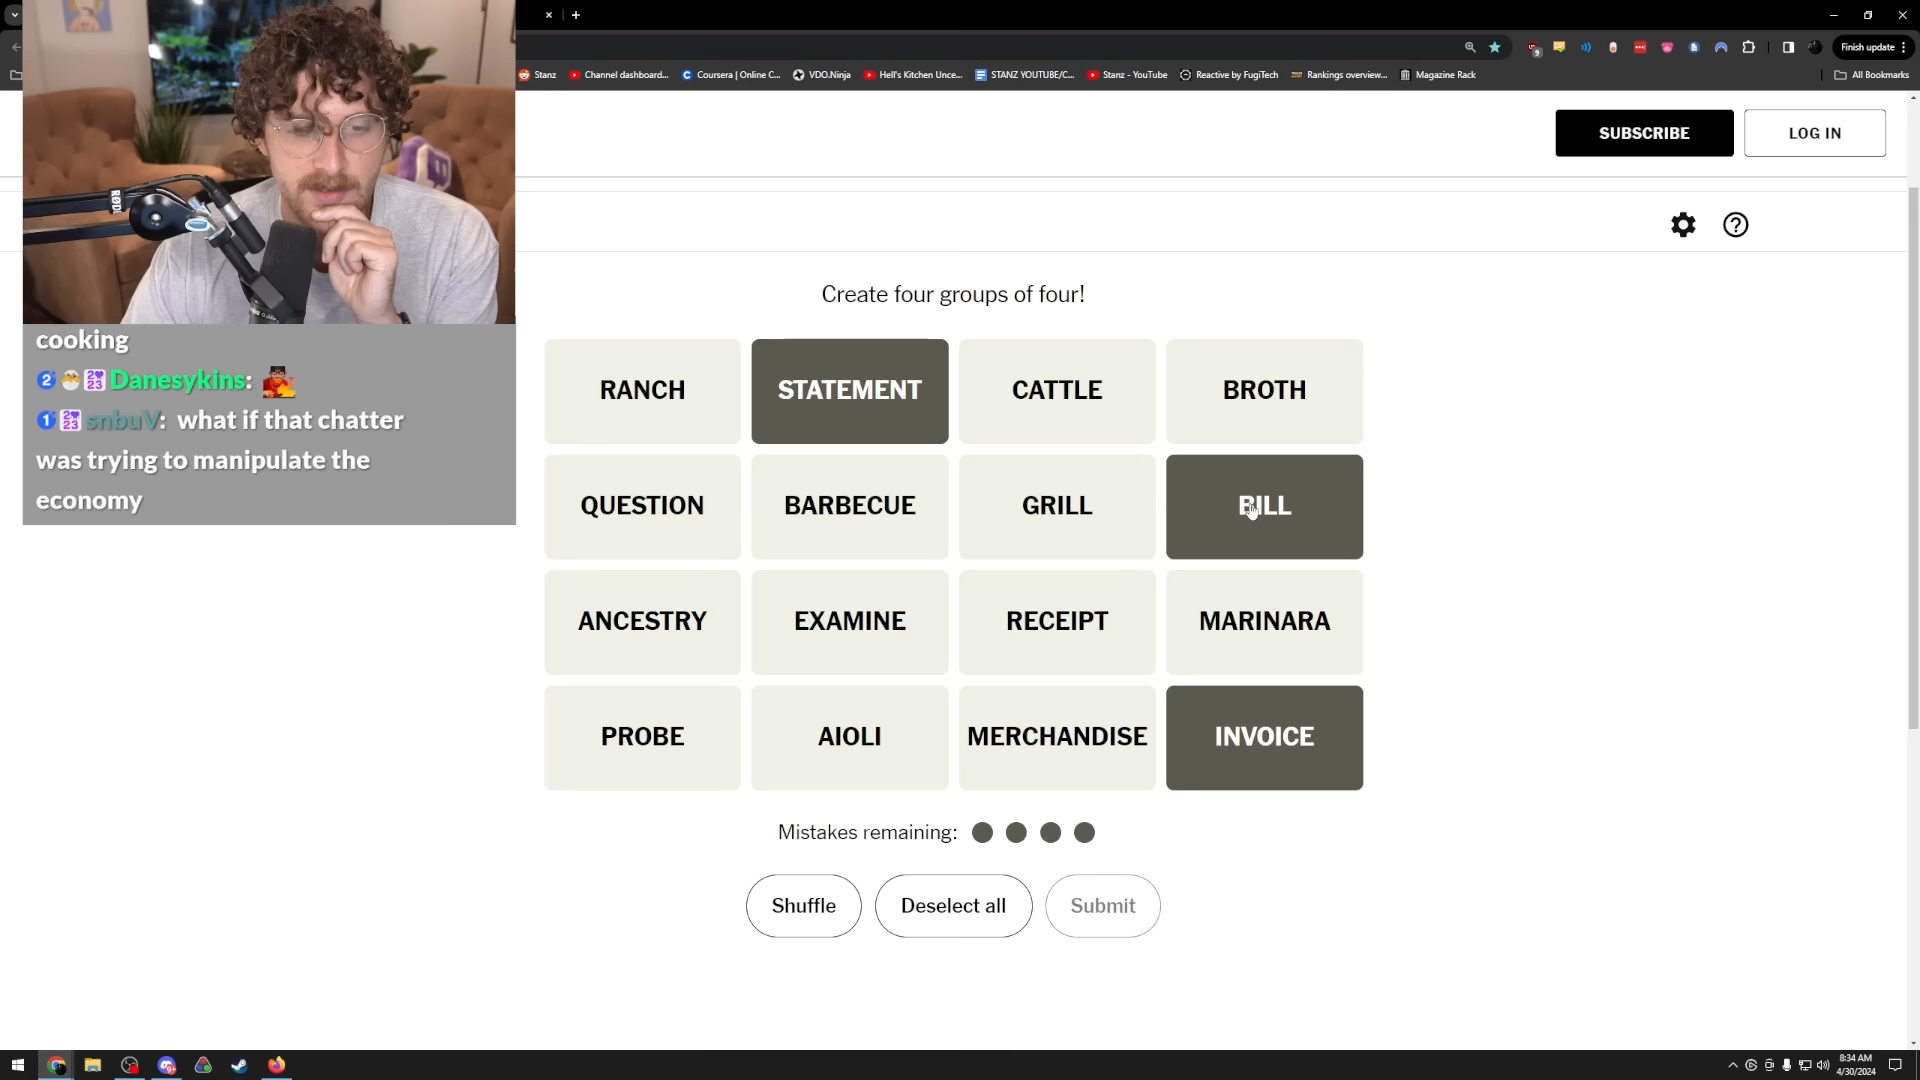 Finish update
Stanz
Channel dashboard...
Coursera | Online C...
VDO.Ninja
Hell's Kitchen Unce...
STANZ YOUTUBE/C...
Stanz - YouTube
Reactive by FugiTech
Rankings overview...
Magazine Rack
All Bookmarks
SUBSCRIBE
LOG IN
RØDE
cooking
Danesykins:
snbuV: what if that chatter
was trying to manipulate the
economy
Create four groups of four!
RANCH STATEMENT CATTLE BROTH
QUESTION BARBECUE GRILL BILL
ANCESTRY EXAMINE RECEIPT MARINARA
PROBE AIOLI MERCHANDISE INVOICE
Mistakes remaining:
Shuffle
Deselect all
Submit
8:34 AM
4/30/2024